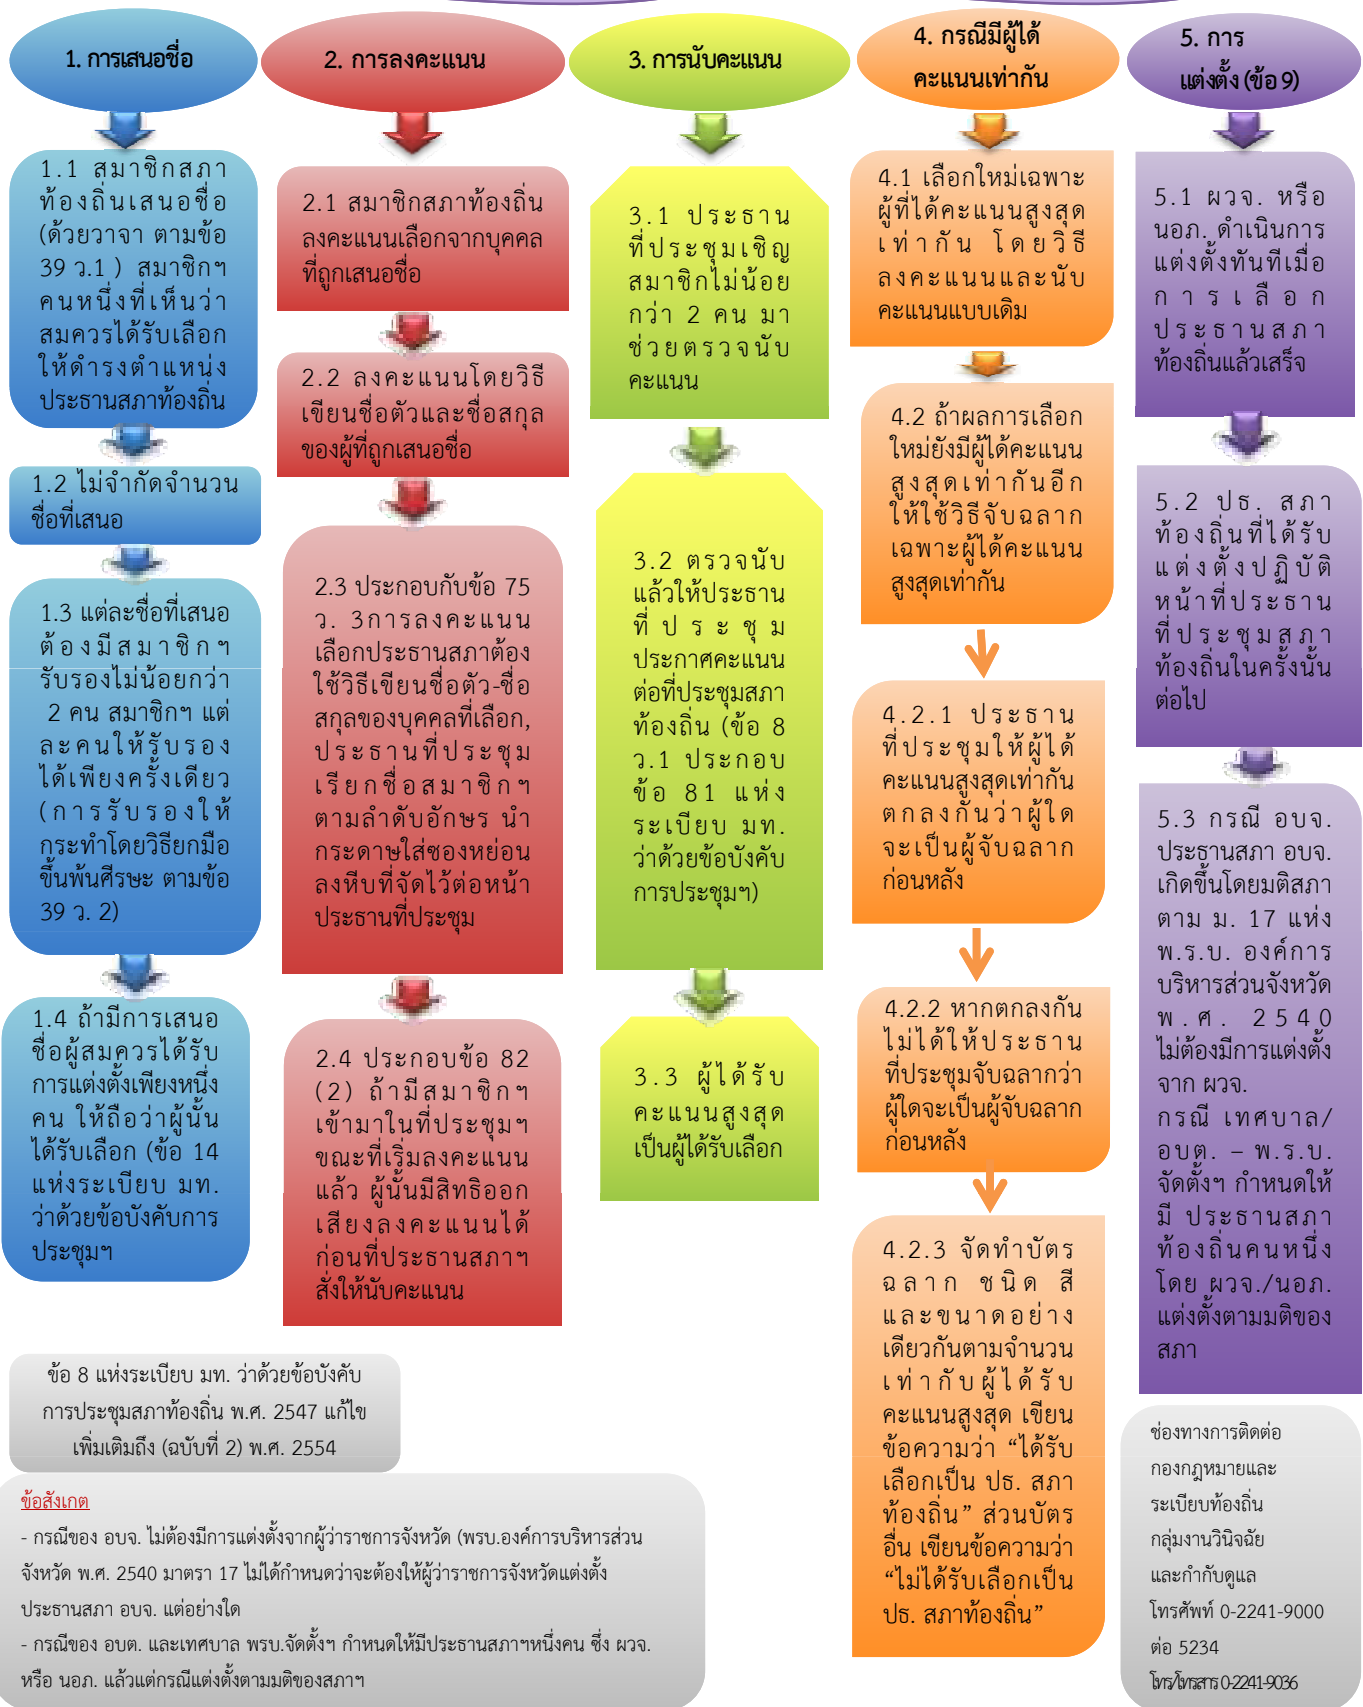 1. การเสนอชื่อ
1.1 สมาชิกสภา
ท้องถิ่นเสนอชื่อ
(ด้วยวาจา ตามข้อ
39 ว.1 ) สมาชิกฯ
คนหนึ่งที่เห็นว่า
สมควรได้รับเลือก
ให้ดำรงตำแหน่ง
ประธานสภาท้องถิ่น
1.2 ไม่จำกัดจำนวน
ชื่อที่เสนอ
1.3 แต่ละชื่อที่เสนอ
ต้องมีสมาชิกฯ
รับรองไม่น้อยกว่า
2 คน สมาชิกฯ แต่
ละคนให้รับรอง
ได้เพียงครั้งเดียว
(การรับรองให้
กระทำโดยวิธียกมือ
ขึ้นพ้นศีรษะ ตามข้อ
39 ว. 2)
1.4 ถ้ามีการเสนอ
ชื่อผู้สมควรได้รับ
การแต่งตั้งเพียงหนึ่ง
คน ให้ถือว่าผู้นั้น
ได้รับเลือก (ข้อ 14
แห่งระเบียบ มท.
ว่าด้วยข้อบังคับการ
ประชุมฯ
2. การลงคะแนน
2.1 สมาชิกสภาท้องถิ่น
ลงคะแนนเลือกจากบุคคล
ที่ถูกเสนอชื่อ
2.2 ลงคะแนนโดยวิธี
เขียนชื่อตัวและชื่อสกุล
ของผู้ที่ถูกเสนอชื่อ
2.3 ประกอบกับข้อ 75
ว. 3การลงคะแนน
เลือกประธานสภาต้อง
ใช้วิธีเขียนชื่อตัว-ชื่อ
สกุลของบุคคลที่เลือก,
ประธานที่ประชุม
เรียกชื่อสมาชิกฯ
ตามลำดับอักษร นำ
กระดาษใส่ซองหย่อน
ลงหีบที่จัดไว้ต่อหน้า
ประธานที่ประชุม
2.4 ประกอบข้อ 82
(2) ถ้ามีสมาชิกฯ
เข้ามาในที่ประชุมฯ
ขณะที่เริ่มลงคะแนน
แล้ว ผู้นั้นมีสิทธิออก
เสียงลงคะแนนได้
ก่อนที่ประธานสภาฯ
สั่งให้นับคะแนน
3. การนับคะแนน
3.1 ประธาน
ที่ประชุมเชิญ
สมาชิกไม่น้อย
กว่า 2 คน มา
ช่วยตรวจนับ
คะแนน
3.2 ตรวจนับ
แล้วให้ประธาน
ที่ประชุม
ประกาศคะแนน
ต่อที่ประชุมสภา
ท้องถิ่น (ข้อ 8
ว.1 ประกอบ
ข้อ 81 แห่ง
ระเบียบ มท.
ว่าด้วยข้อบังคับ
การประชุมฯ)
3.3 ผู้ได้รับ
คะแนนสูงสุด
เป็นผู้ได้รับเลือก
4. กรณีมีผู้ได้
คะแนนเท่ากัน
4.1 เลือกใหม่เฉพาะ
ผู้ที่ได้คะแนนสูงสุด
เท่ากัน โดยวิธี
ลงคะแนนและนับ
คะแนนแบบเดิม
4.2 ถ้าผลการเลือก
ใหม่ยังมีผู้ได้คะแนน
สูงสุดเท่ากันอีก
ให้ใช้วิธีจับฉลาก
เฉพาะผู้ได้คะแนน
สูงสุดเท่ากัน
4.2.1 ประธาน
ที่ประชุมให้ผู้ได้
คะแนนสูงสุดเท่ากัน
ตกลงกันว่าผู้ใด
จะเป็นผู้จับฉลาก
ก่อนหลัง
4.2.2 หากตกลงกัน
ไม่ได้ให้ประธาน
ที่ประชุมจับฉลากว่า
ผู้ใดจะเป็นผู้จับฉลาก
ก่อนหลัง
4.2.3 จัดทำบัตร
ฉลาก ชนิด สี
และขนาดอย่าง
เดียวกันตามจำนวน
เท่ากับผู้ได้รับ
คะแนนสูงสุด เขียน
ข้อความว่า “ได้รับ
เลือกเป็น ปธ. สภา
ท้องถิ่น” ส่วนบัตร
อื่น เขียนข้อความว่า
“ไม่ได้รับเลือกเป็น
ปธ. สภาท้องถิ่น”
5. การ
แต่งตั้ง (ข้อ 9)
5.1 ผวจ. หรือ
นอภ. ดำเนินการ
แต่งตั้งทันทีเมื่อ
การเลือก
ประธานสภา
ท้องถิ่นแล้วเสร็จ
5.2 ปธ. สภา
ท้องถิ่นที่ได้รับ
แต่งตั้งปฏิบัติ
หน้าที่ประธาน
ที่ประชุมสภา
ท้องถิ่นในครั้งนั้น
ต่อไป
5.3 กรณี อบจ.
ประธานสภา อบจ.
เกิดขึ้นโดยมติสภา
ตาม ม. 17 แห่ง
พ.ร.บ. องค์การ
บริหารส่วนจังหวัด
พ.ศ. 2540
ไม่ต้องมีการแต่งตั้ง
จาก ผวจ.
กรณี เทศบาล/
อบต. – พ.ร.บ.
จัดตั้งฯ กำหนดให้
มี ประธานสภา
ท้องถิ่นคนหนึ่ง
โดย ผวจ./นอภ.
แต่งตั้งตามมติของ
สภา
ข้อ 8 แห่งระเบียบ มท. ว่าด้วยข้อบังคับ
การประชุมสภาท้องถิ่น พ.ศ. 2547 แก้ไข
เพิ่มเติมถึง (ฉบับที่ 2) พ.ศ. 2554
ข้อสังเกต
- กรณีของ อบจ. ไม่ต้องมีการแต่งตั้งจากผู้ว่าราชการจังหวัด (พรบ.องค์การบริหารส่วน
จังหวัด พ.ศ. 2540 มาตรา 17 ไม่ได้กำหนดว่าจะต้องให้ผู้ว่าราชการจังหวัดแต่งตั้ง
ประธานสภา อบจ. แต่อย่างใด
- กรณีของ อบต. และเทศบาล พรบ.จัดตั้งฯ กำหนดให้มีประธานสภาฯหนึ่งคน ซึ่ง ผวจ.
หรือ นอภ. แล้วแต่กรณีแต่งตั้งตามมติของสภาฯ
ช่องทางการติดต่อ
กองกฎหมายและ
ระเบียบท้องถิ่น
กลุ่มงานวินิจฉัย
และกำกับดูแล
โทรศัพท์ 0-2241-9000
ต่อ 5234
โทร/โทรสาร 0-2241-9036